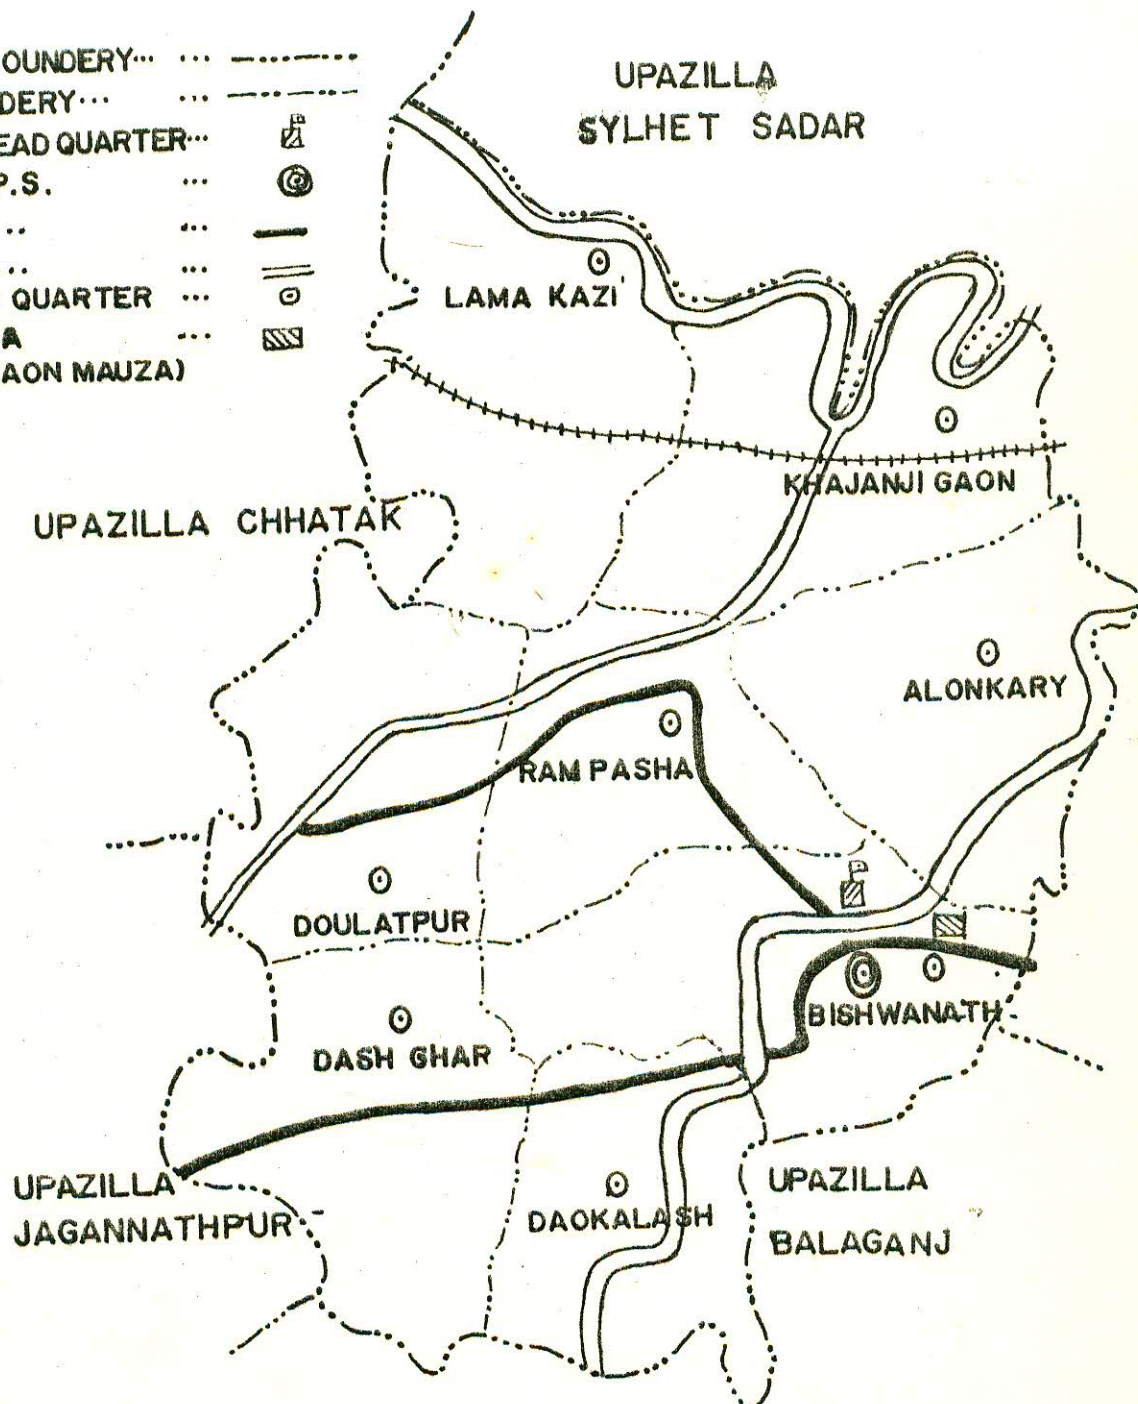 OUNDERY... ...
DERY... ...
EAD QUARTER...
P.S. ...
.. ...
.. ...
QUARTER ...
A ...
AON MAUZA)
UPAZILLA
SYLHET SADAR
LAMA KAZI
KHAJANJI GAON
UPAZILLA CHHATAK
ALONKARY
RAM PASHA
DOULATPUR
BISHWANATH
DASH GHAR
UPAZILLA
JAGANNATHPUR
DAOKALASH
UPAZILLA
BALAGANJ